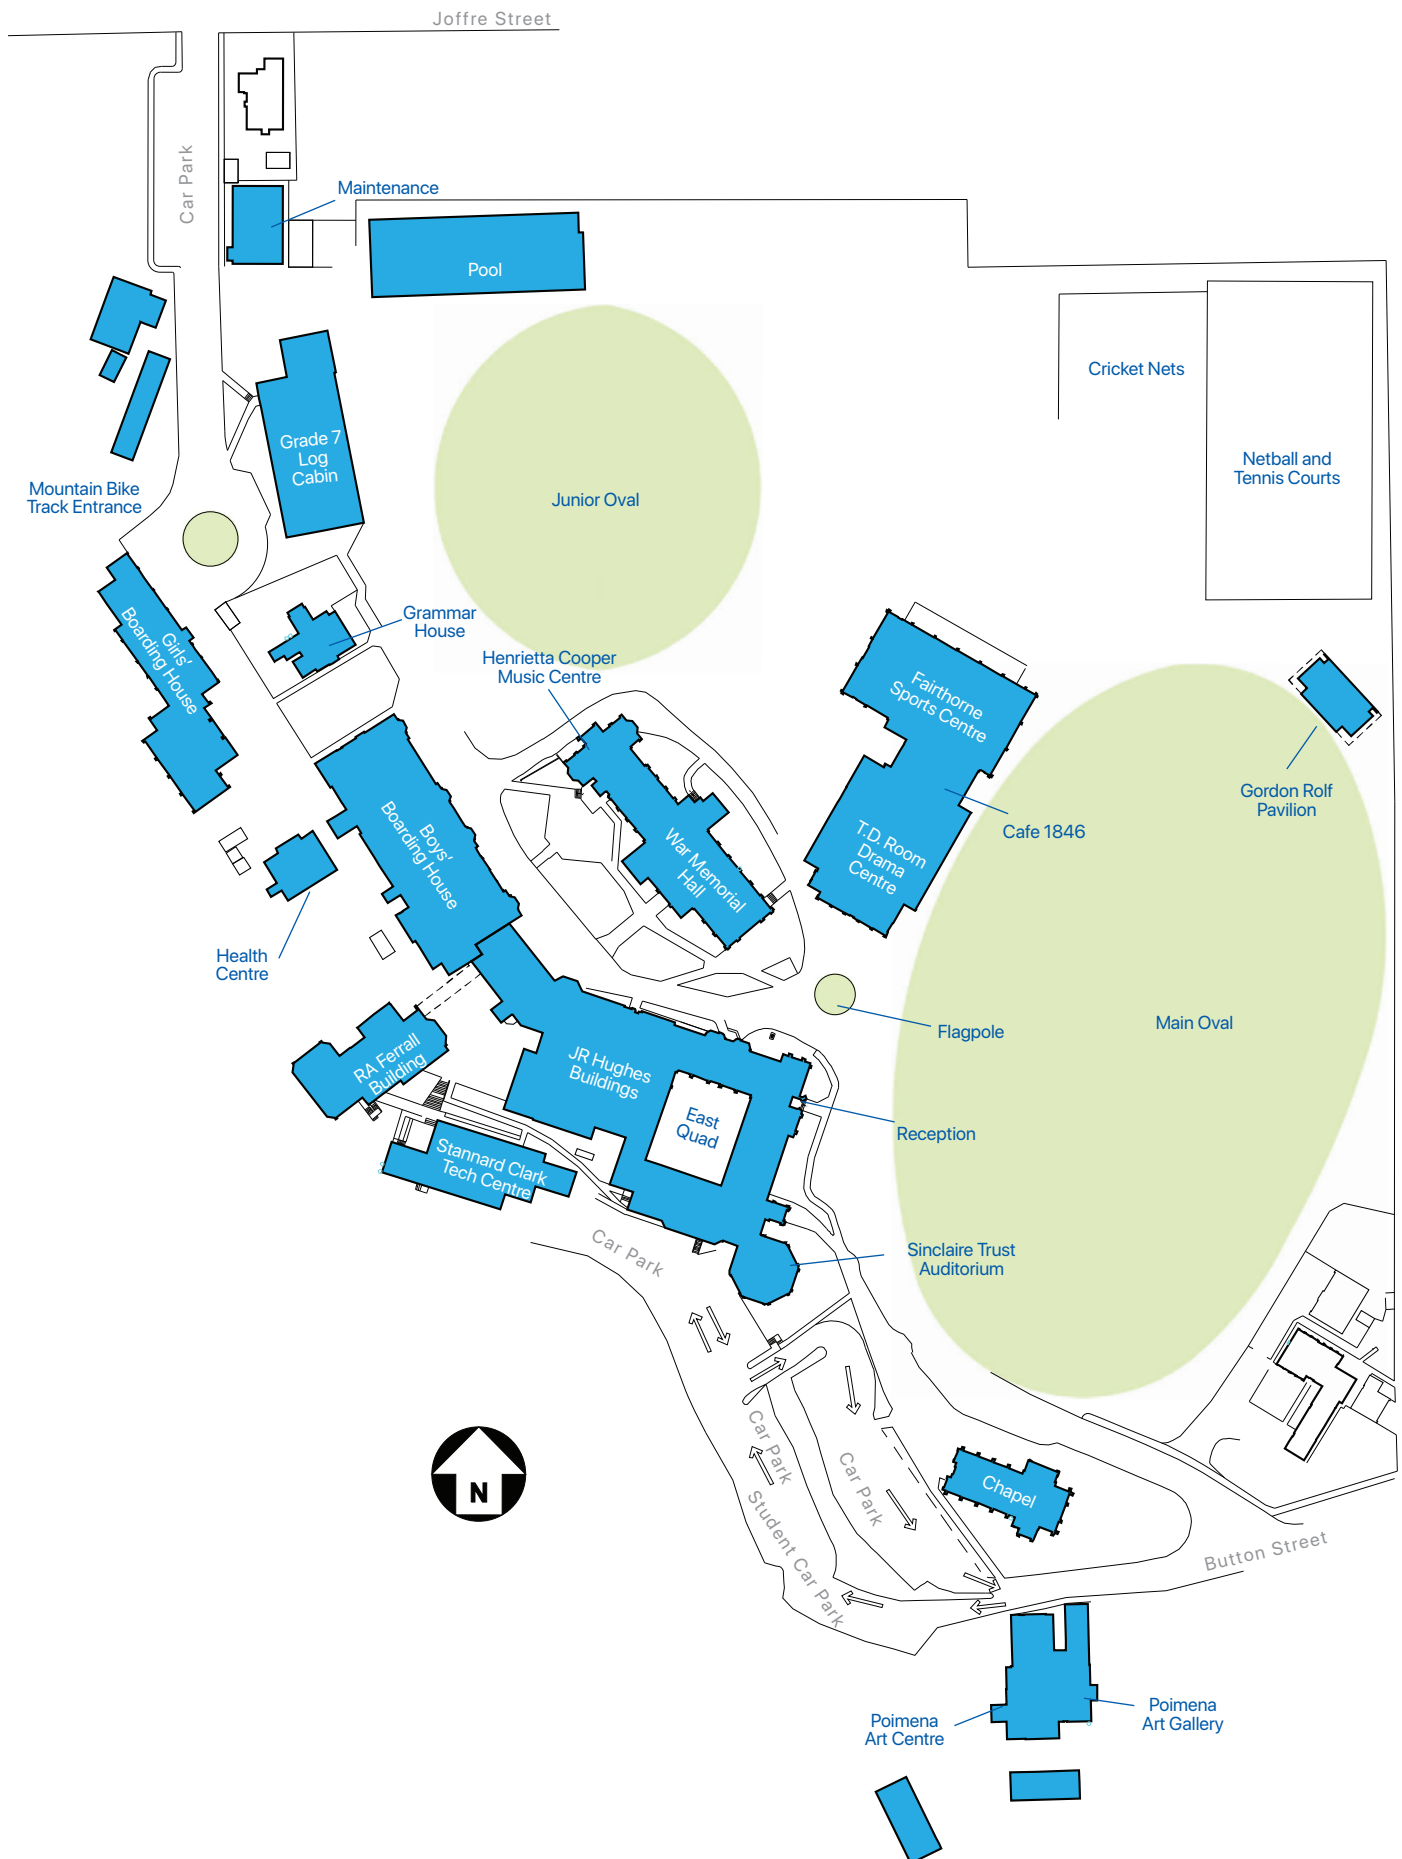 Joffre Street
Car Park
Maintenance
Pool
Cricket Nets
Grade 7
Log
Cabin
Netball and
Tennis Courts
Mountain Bike
Track Entrance
Junior Oval
Grammar
House
Girls'
Boarding House
Henrietta Cooper
Music Centre
Fairthorne
Sports Centre
Gordon Rolf
Pavilion
Cafe 1846
T.D. Room
Drama
Centre
Boys'
Boarding House
War Memorial
Hall
Health
Centre
Flagpole
Main Oval
RA Ferrall
Building
JR Hughes
Buildings
East
Quad
Reception
Stannard Clark
Tech Centre
Car Park
Sinclaire Trust
Auditorium
Car Park
Car Park
N
Chapel
Student Car Park
Button Street
Poimena
Art Centre
Poimena
Art Gallery